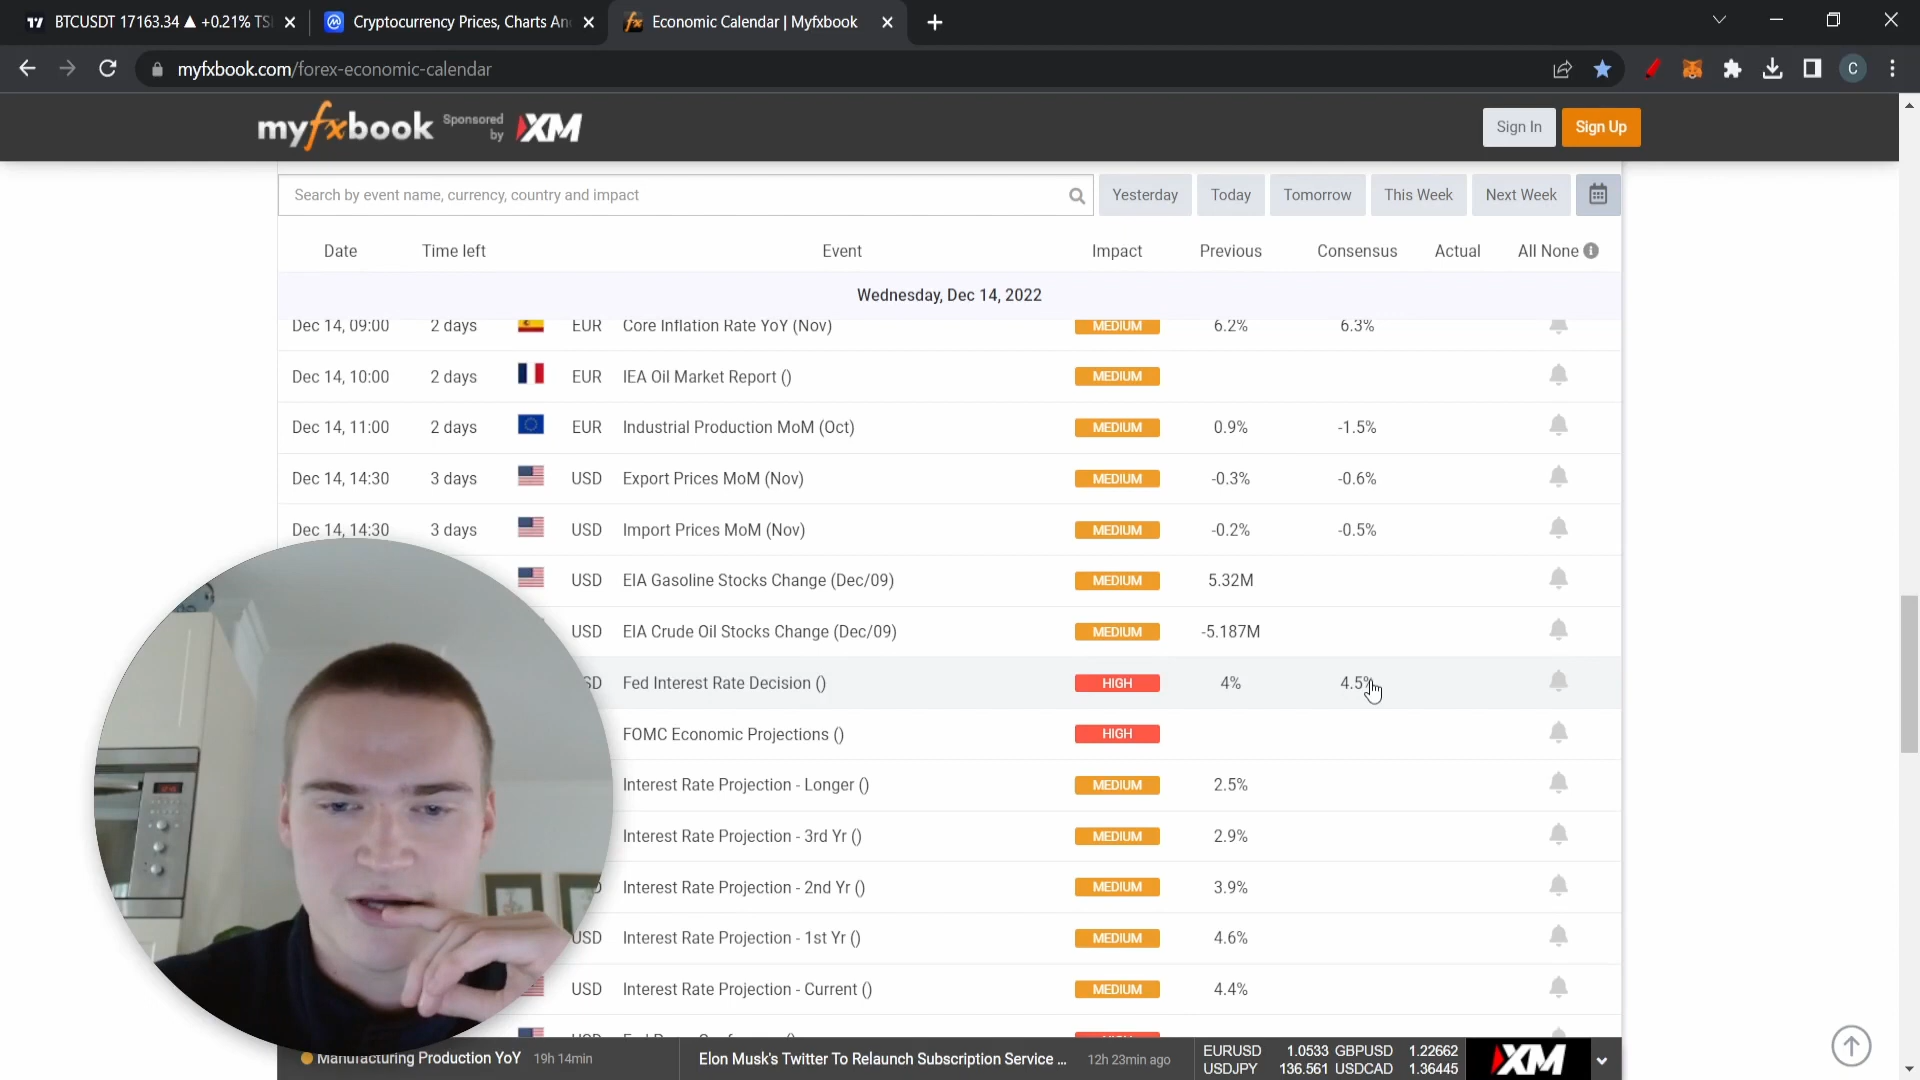 BTCUSDT 17163.34 ▲ +0.21% TS
Cryptocurrency Prices, Charts An
Economic Calendar | Myfxbook
myfxbook.com/forex-economic-calendar
C
myfxbook Sponsored by XM
Sign In
Sign Up
Search by event name, currency, country and impact
Yesterday
Today
Tomorrow
This Week
Next Week
Date Time left Event Impact Previous Consensus Actual All None
Wednesday, Dec 14, 2022
Dec 14, 09:00 2 days EUR Core Inflation Rate YoY (Nov) MEDIUM 6.2% 6.3%
Dec 14, 10:00 2 days EUR IEA Oil Market Report () MEDIUM
Dec 14, 11:00 2 days EUR Industrial Production MoM (Oct) MEDIUM 0.9% -1.5%
Dec 14, 14:30 3 days USD Export Prices MoM (Nov) MEDIUM -0.3% -0.6%
Dec 14, 14:30 3 days USD Import Prices MoM (Nov) MEDIUM -0.2% -0.5%
USD EIA Gasoline Stocks Change (Dec/09) MEDIUM 5.32M
USD EIA Crude Oil Stocks Change (Dec/09) MEDIUM -5.187M
SD Fed Interest Rate Decision () HIGH 4% 4.5%
FOMC Economic Projections () HIGH
Interest Rate Projection - Longer () MEDIUM 2.5%
Interest Rate Projection - 3rd Yr () MEDIUM 2.9%
Interest Rate Projection - 2nd Yr () MEDIUM 3.9%
USD Interest Rate Projection - 1st Yr () MEDIUM 4.6%
USD Interest Rate Projection - Current () MEDIUM 4.4%
Manufacturing Production YoY 19h 14min
Elon Musk's Twitter To Relaunch Subscription Service ... 12h 23min ago
EURUSD 1.0533 GBPUSD 1.22662
USDJPY 136.561 USDCAD 1.36445
XM